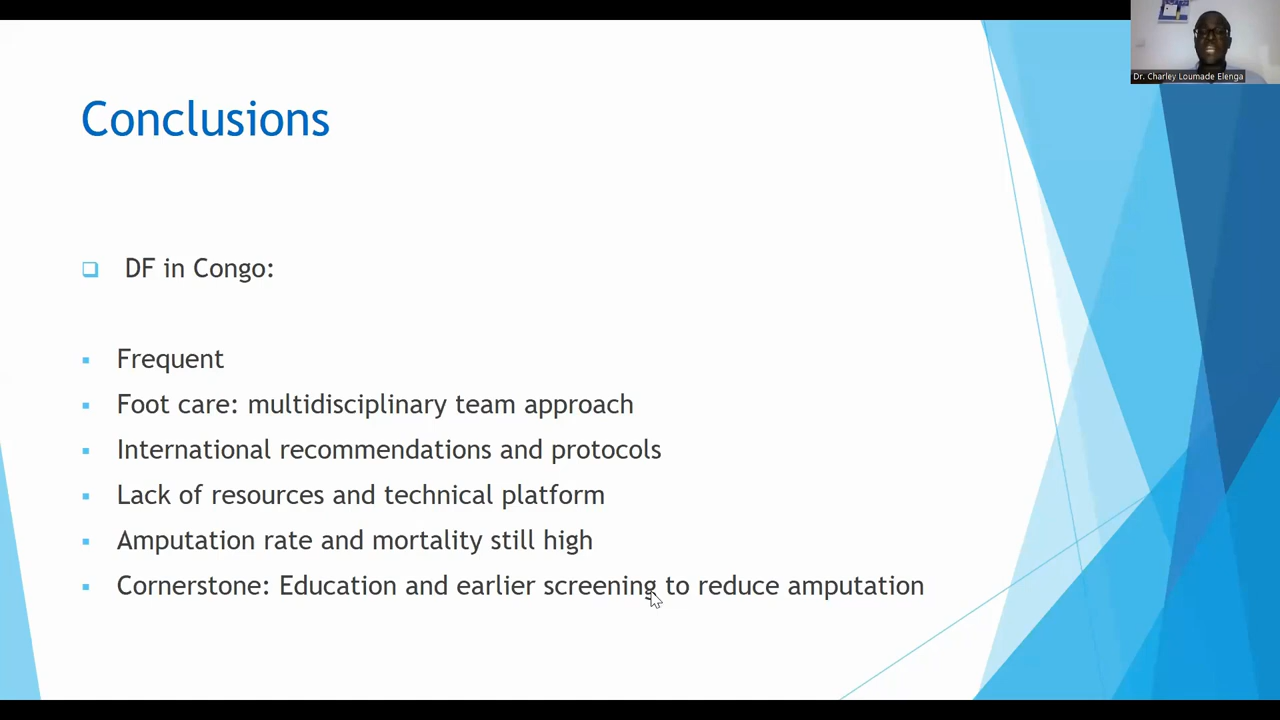 Dr. Charley Loumade Elenga
Conclusions
DF in Congo:
Frequent
Foot care: multidisciplinary team approach
International recommendations and protocols
Lack of resources and technical platform
Amputation rate and mortality still high
Cornerstone: Education and earlier screening to reduce amputation